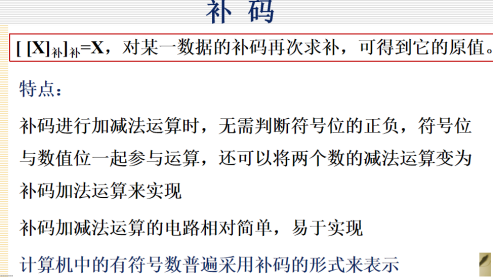 补 码
[ [X]补]补=X，对某一数据的补码再次求补，可得到它的原值。
特点：
补码进行加减法运算时，无需判断符号位的正负，符号位
与数值位一起参与运算，还可以将两个数的减法运算变为
补码加法运算来实现
补码加减法运算的电路相对简单，易于实现
计算机中的有符号数普遍采用补码的形式来表示